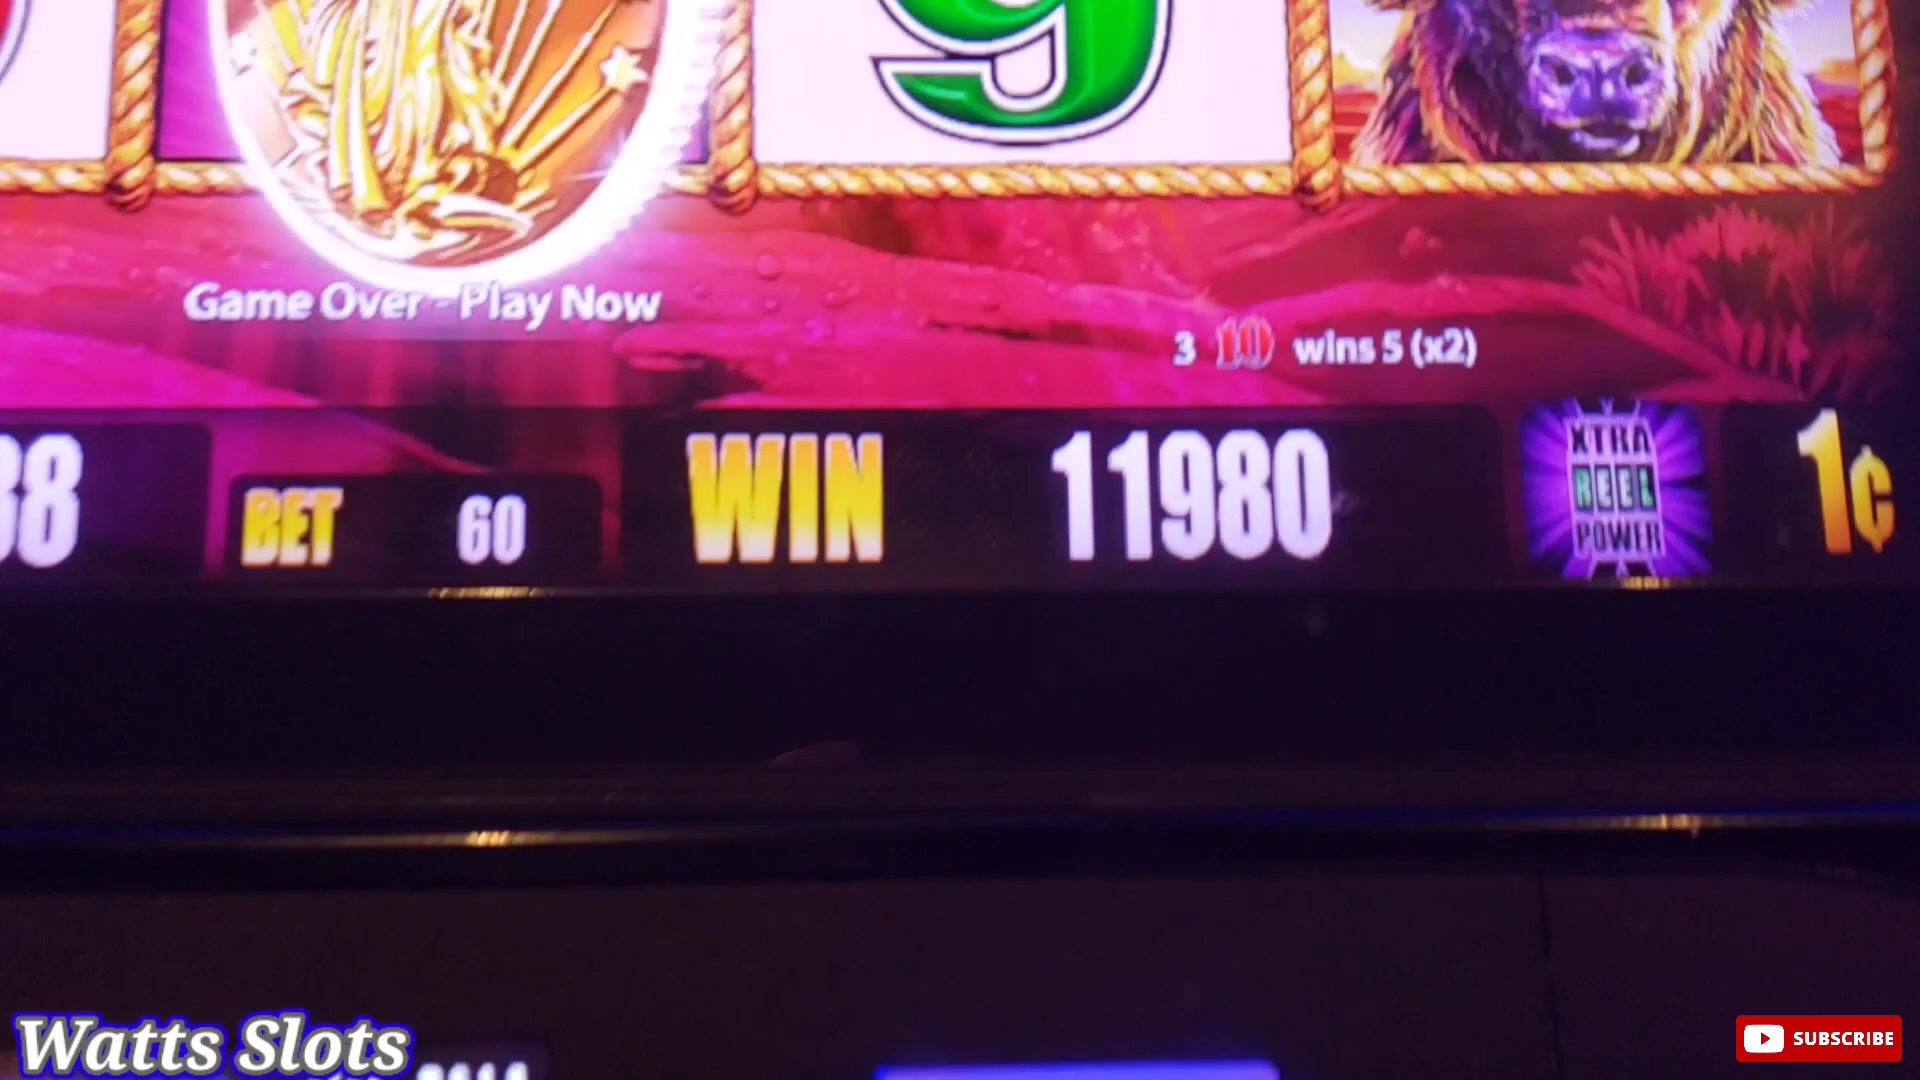 9
Game Over - Play Now
3 10 wins 5 (x2)
BET 60
WIN 11980
XTRA
REEL
POWER
1¢
Watts Slots
SUBSCRIBE